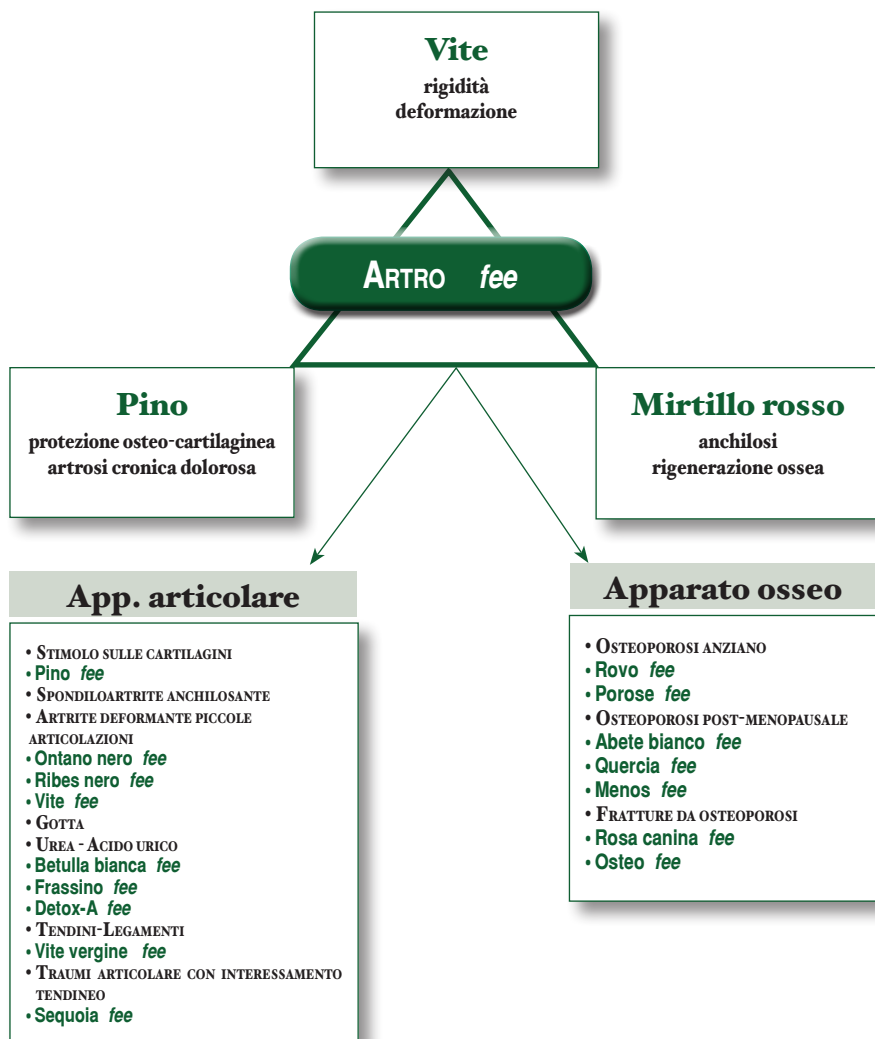 Vite
rigidità
deformazione
ARTRO fee
Pino
protezione osteo-cartilaginea
artrosi cronica dolorosa
Mirtillo rosso
anchilosi
rigenerazione ossea
App. articolare
• STIMOLO SULLE CARTILAGINI
• Pino fee
• SPONDILOARTRITE ANCHILOSANTE
• ARTRITE DEFORMANTE PICCOLE
ARTICOLAZIONI
• Ontano nero fee
• Ribes nero fee
• Vite fee
• GOTTA
• UREA - ACIDO URICO
• Betulla bianca fee
• Frassino fee
• Detox-A fee
• TENDINI-LEGAMENTI
• Vite vergine fee
• TRAUMI ARTICOLARE CON INTERESSAMENTO
TENDINEO
• Sequoia fee
Apparato osseo
• OSTEOPOROSI ANZIANO
• Rovo fee
• Porose fee
• OSTEOPOROSI POST-MENOPAUSALE
• Abete bianco fee
• Quercia fee
• Menos fee
• FRATTURE DA OSTEOPOROSI
• Rosa canina fee
• Osteo fee